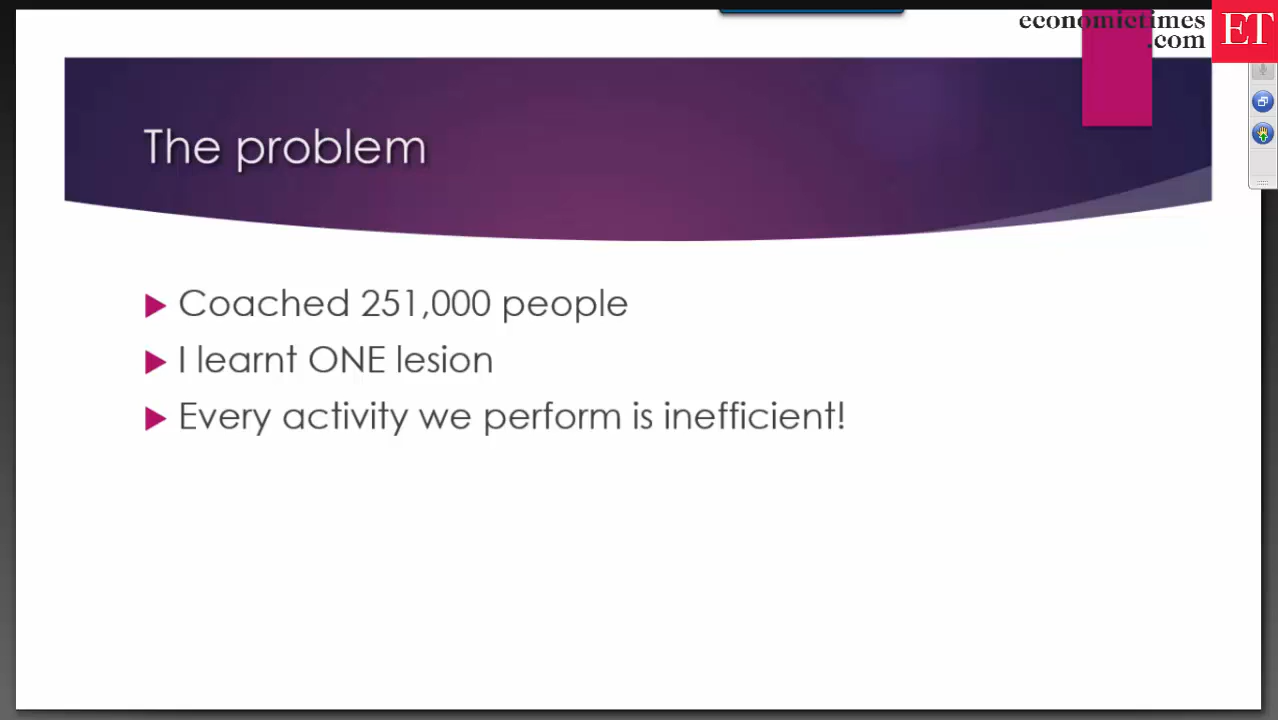 economictimes
.com
ET
The problem
Coached 251,000 people
I learnt ONE lesion
Every activity we perform is inefficient!